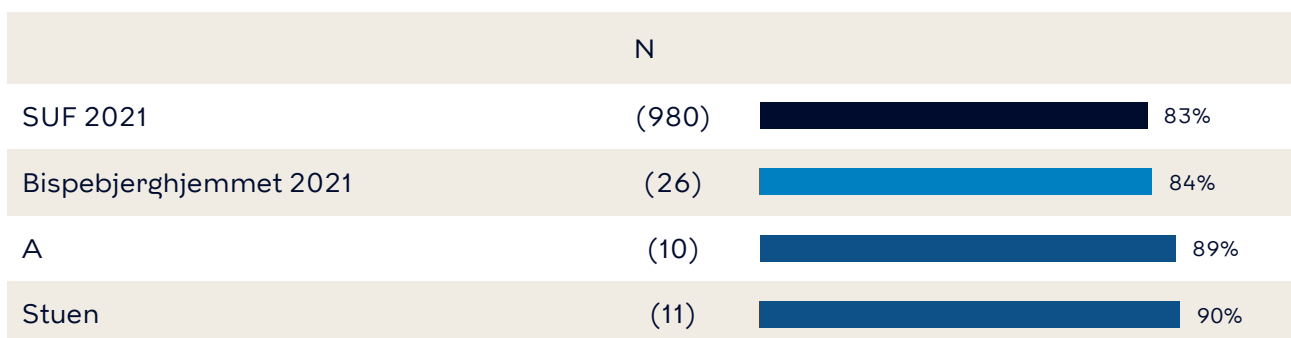 N
SUF 2021 (980) 83%
Bispebjerghjemmet 2021 (26) 84%
A (10) 89%
Stuen (11) 90%